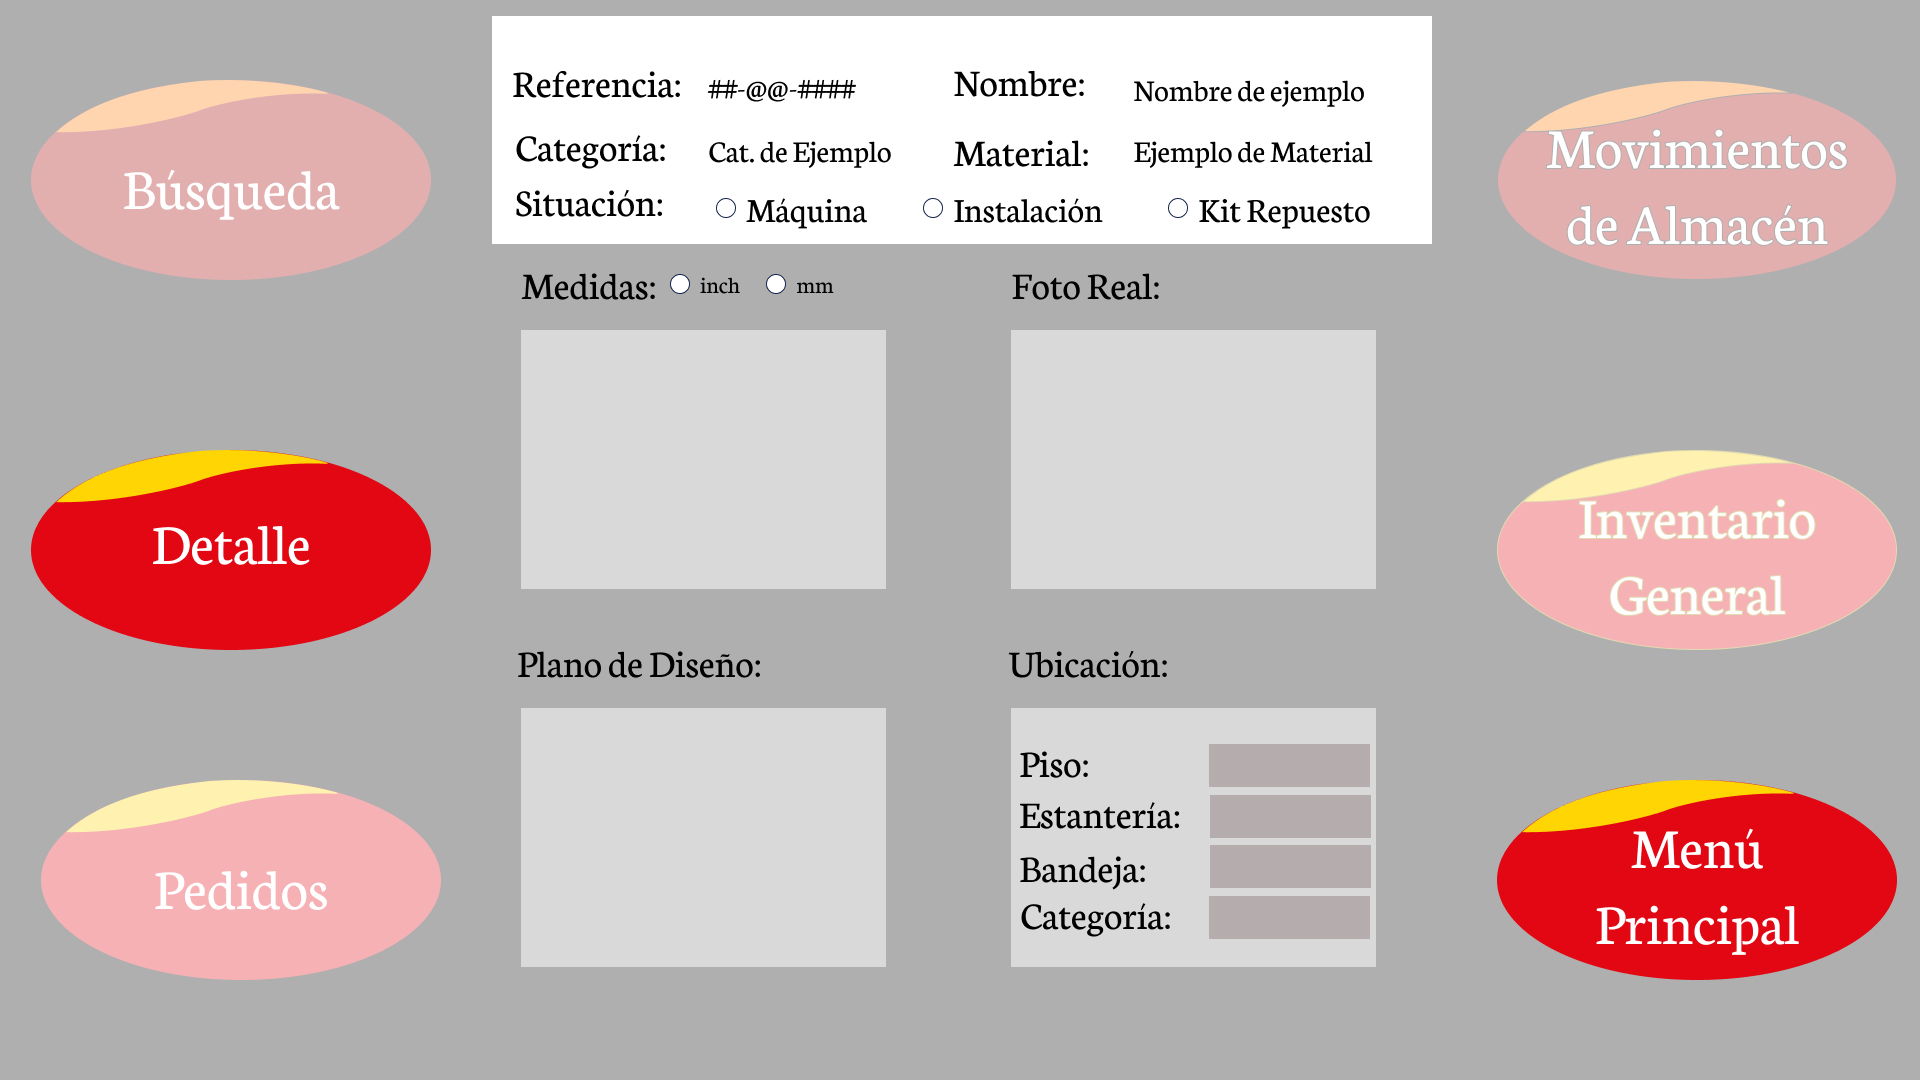 Búsqueda
Detalle
Pedidos
Referencia: ##-@@-#### Nombre: Nombre de ejemplo
Categoría: Cat. de Ejemplo Material: Ejemplo de Material
Situación: Máquina Instalación Kit Repuesto
Medidas: inch mm
Foto Real:
Plano de Diseño:
Ubicación:
Piso:
Estantería:
Bandeja:
Categoría:
Movimientos
de Almacén
Inventario
General
Menú
Principal